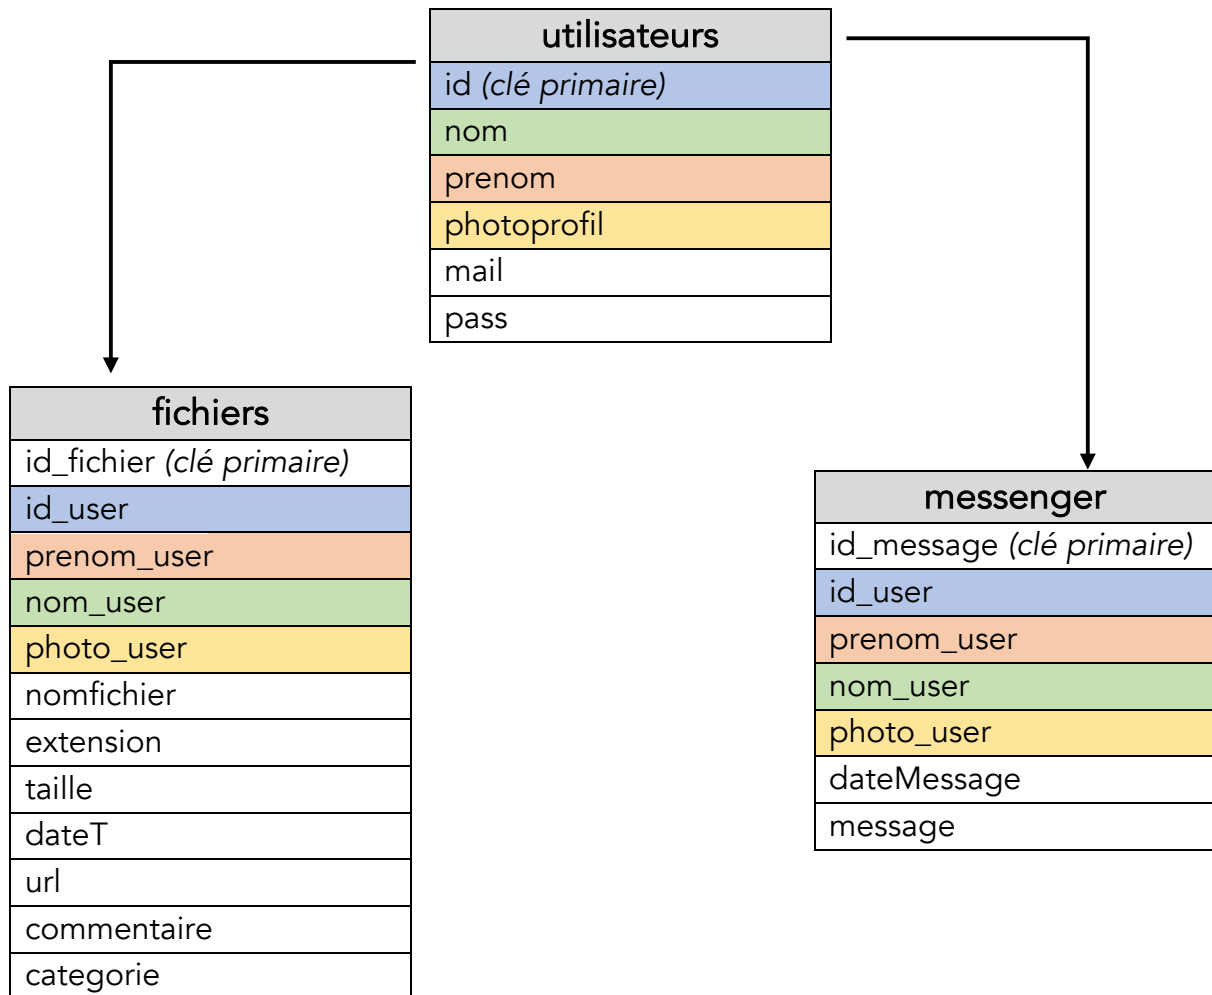 utilisateurs
id (clé primaire)
nom
prenom
photoprofil
mail
pass
fichiers
id_fichier (clé primaire)
id_user
prenom_user
nom_user
photo_user
nomfichier
extension
taille
dateT
url
commentaire
categorie
messenger
id_message (clé primaire)
id_user
prenom_user
nom_user
photo_user
dateMessage
message